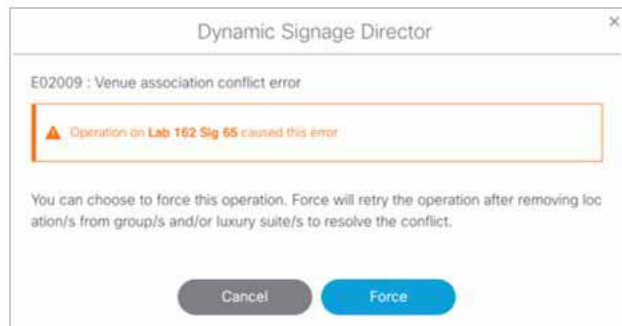 Dynamic Signage Director
×
E02009 : Venue association conflict error
Operation on Lab 162 Sig 65 caused this error
You can choose to force this operation. Force will retry the operation after removing loc
ation/s from group/s and/or luxury suite/s to resolve the conflict.
Cancel Force